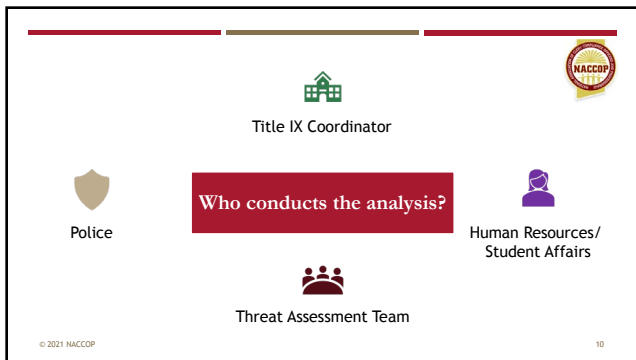 NACCOP
Title IX Coordinator
Who conducts the analysis?
Police
Human Resources/
Student Affairs
Threat Assessment Team
© 2021 NACCOP
10